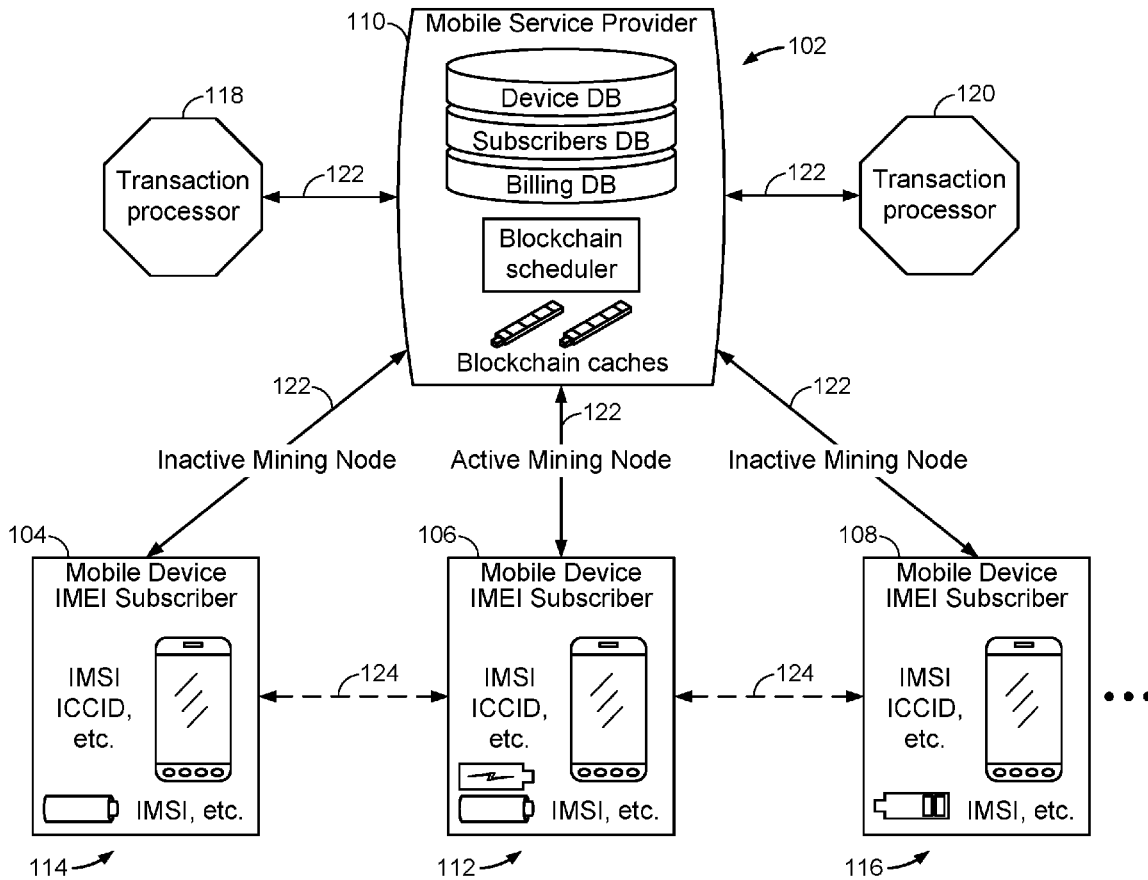 110
Mobile Service Provider
102
Device DB
Subscribers DB
Billing DB
118
Transaction
processor
122
122
120
Transaction
processor
Blockchain
scheduler
Blockchain caches
122
122
122
Inactive Mining Node
Active Mining Node
Inactive Mining Node
104
Mobile Device
IMEI Subscriber
IMSI
ICCID,
etc.
IMSI, etc.
114
124
106
Mobile Device
IMEI Subscriber
IMSI
ICCID,
etc.
IMSI, etc.
112
124
108
Mobile Device
IMEI Subscriber
IMSI
ICCID,
etc.
IMSI, etc.
116